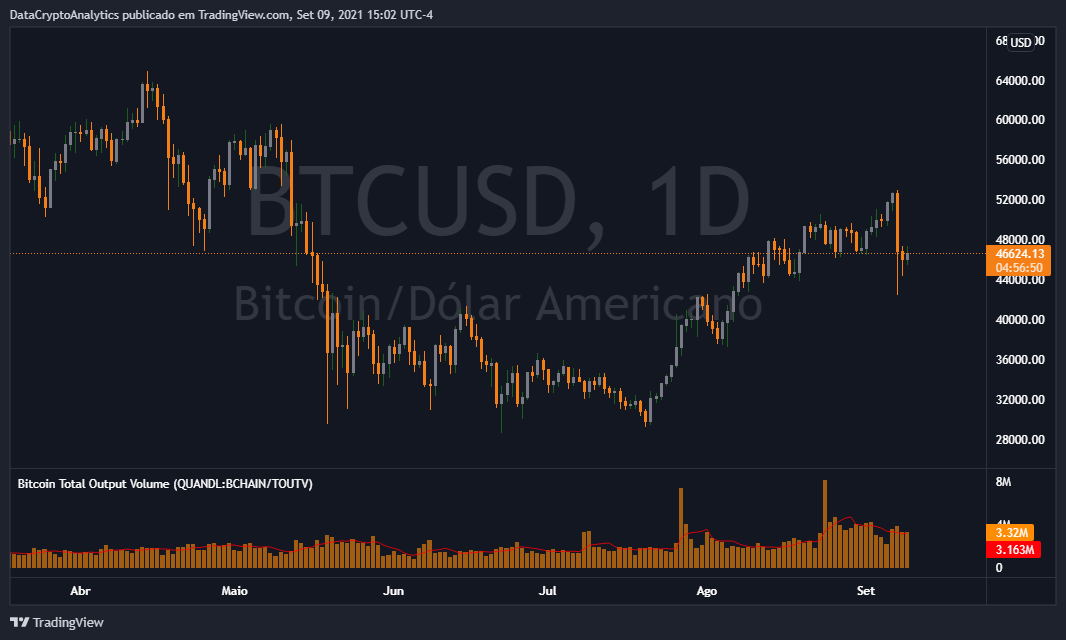 DataCryptoAnalytics publicado em TradingView.com, Set 09, 2021 15:02 UTC-4
USD
64000.00
60000.00
56000.00
52000.00
48000.00
46624.13
04:56:50
44000.00
40000.00
36000.00
32000.00
28000.00
BTCUSD, 1D
Bitcoin/Dólar Americano
Bitcoin Total Output Volume (QUANDL:BCHAIN/TOUTV)
8M
4M
3.32M
3.163M
0
Abr Maio Jun Jul Ago Set
TradingView